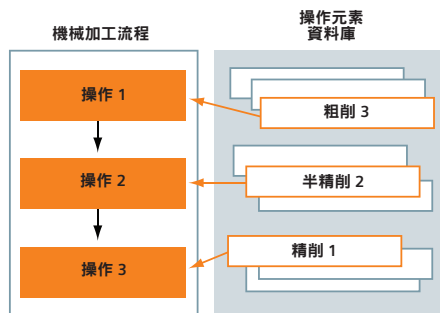 機械加工流程
操作元素
資料庫
操作 1
粗削 3
操作 2
半精削 2
操作 3
精削 1